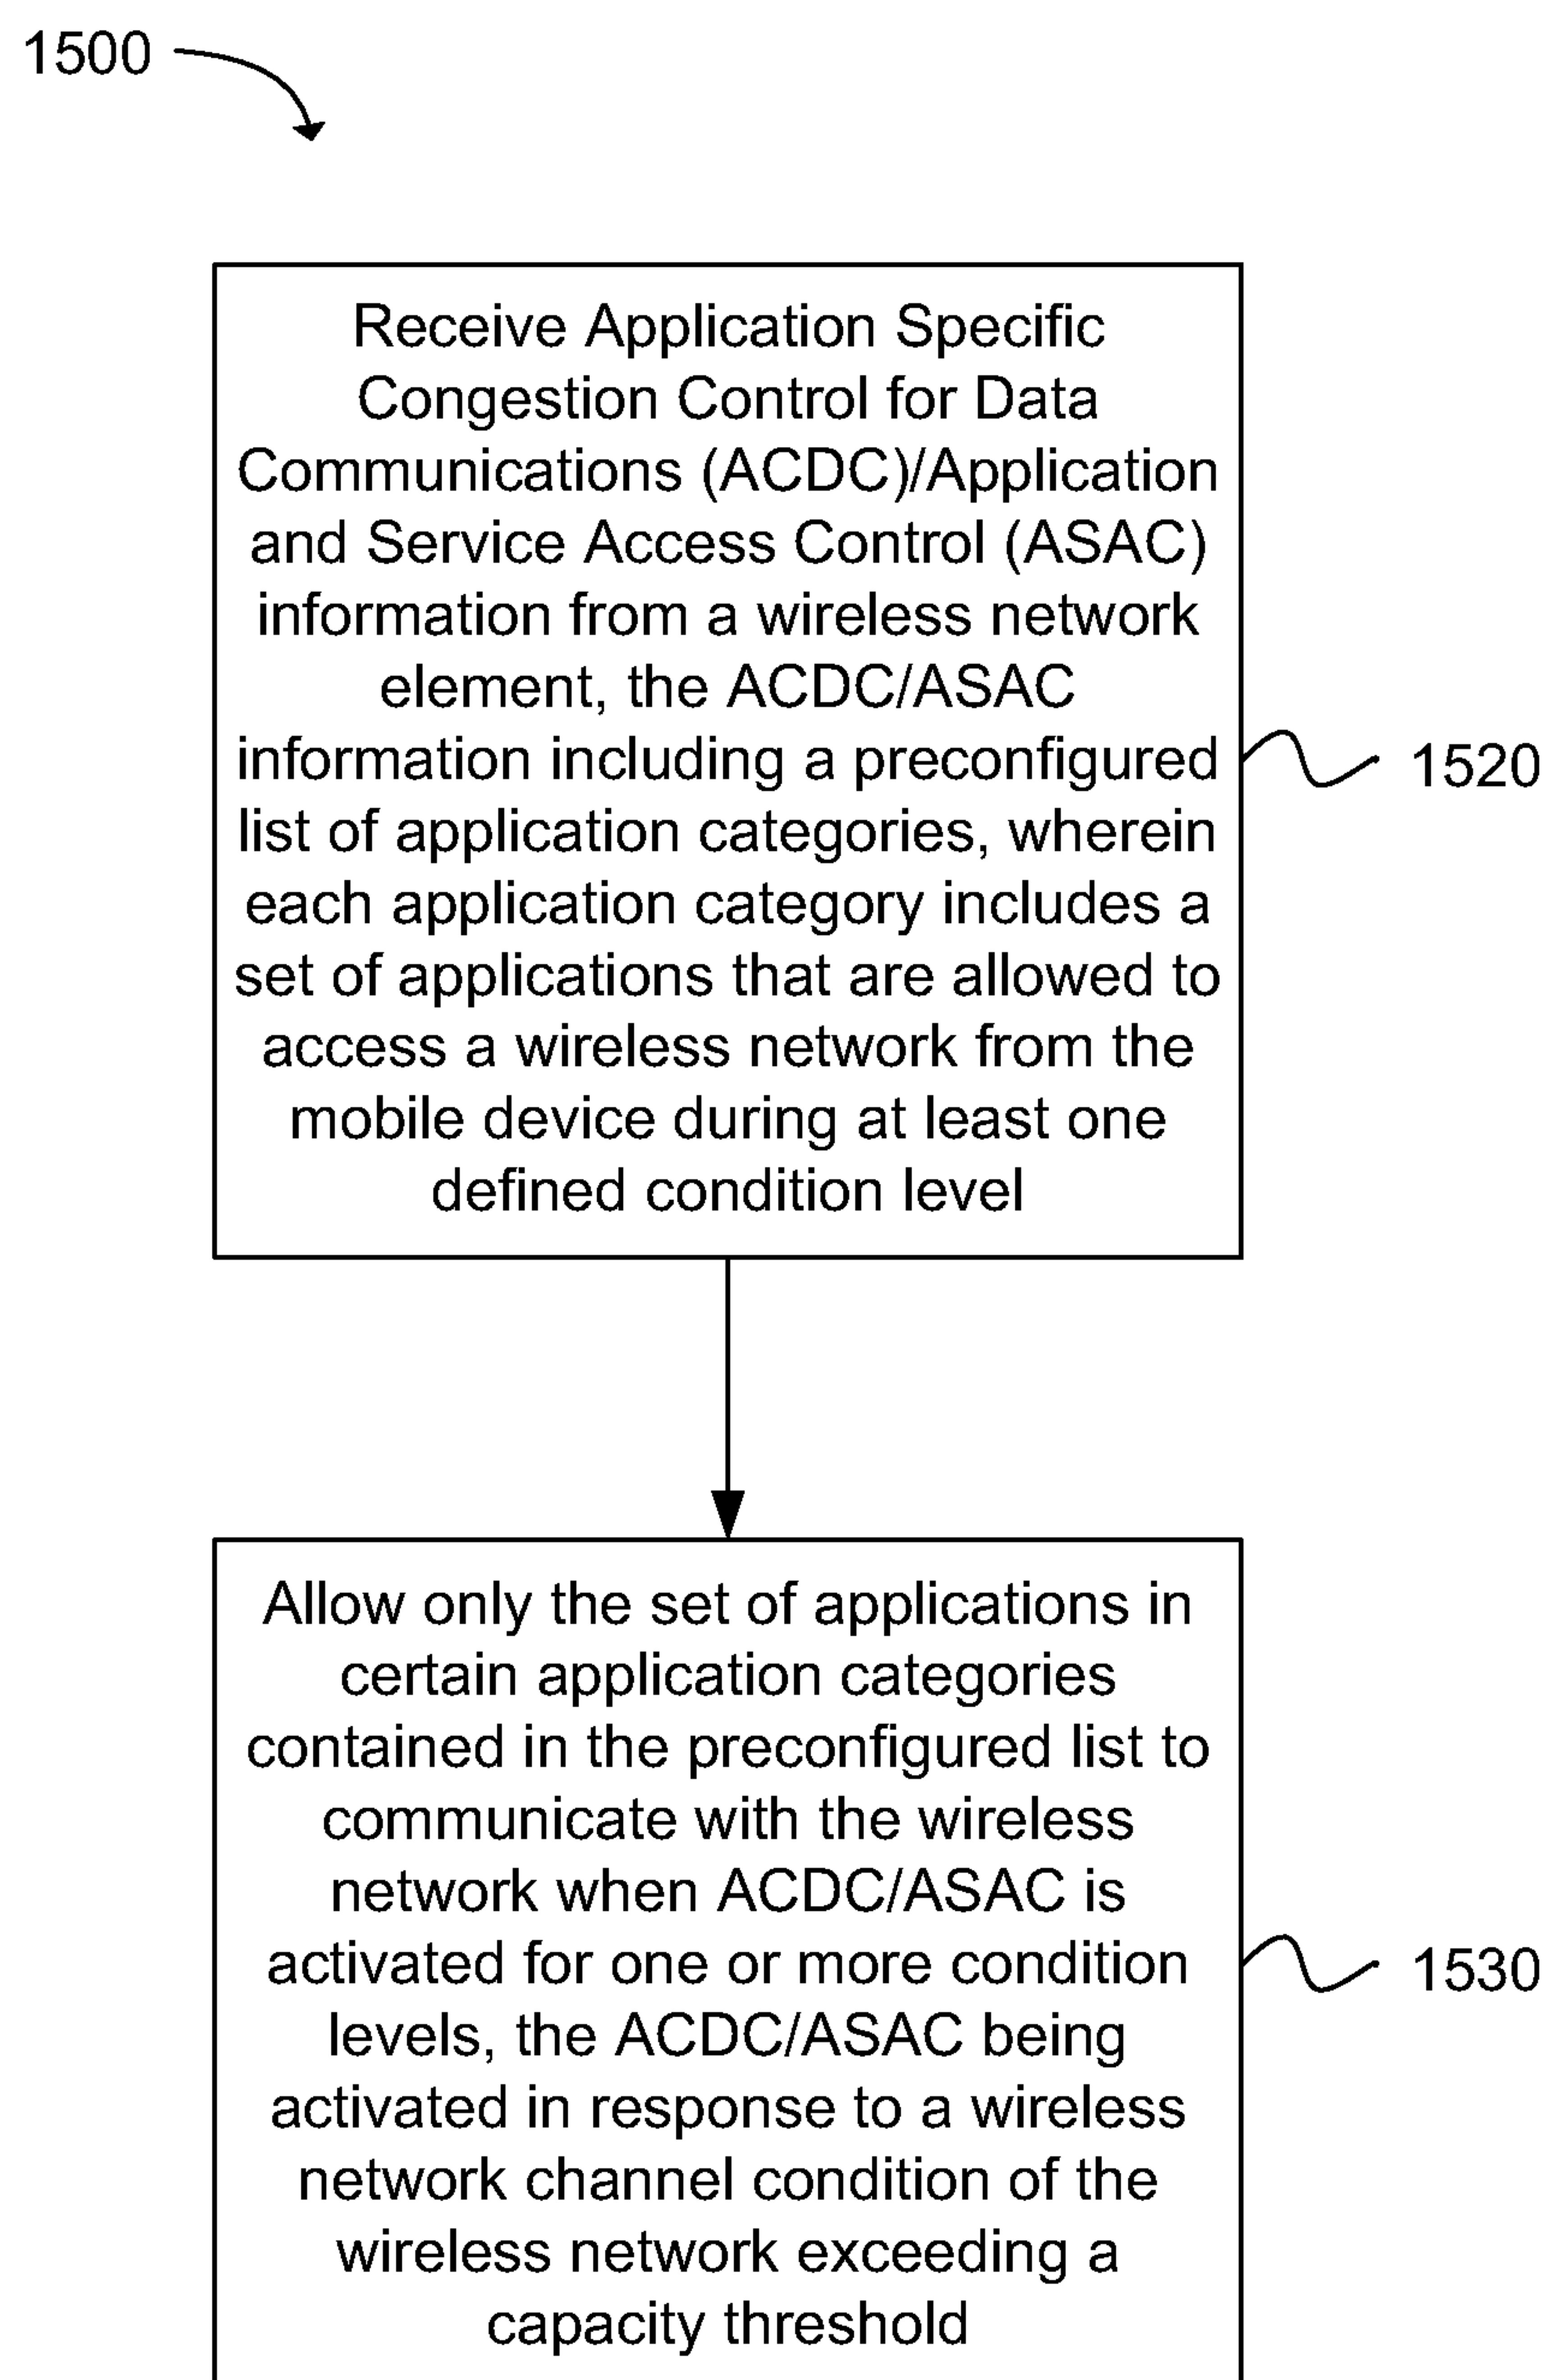 1500
Receive Application Specific
Congestion Control for Data
Communications (ACDC)/Application
and Service Access Control (ASAC)
information from a wireless network
element, the ACDC/ASAC
information including a preconfigured
list of application categories, wherein
each application category includes a
set of applications that are allowed to
access a wireless network from the
mobile device during at least one
defined condition level
1520
Allow only the set of applications in
certain application categories
contained in the preconfigured list to
communicate with the wireless
network when ACDC/ASAC is
activated for one or more condition
levels, the ACDC/ASAC being
activated in response to a wireless
network channel condition of the
wireless network exceeding a
capacity threshold
1530